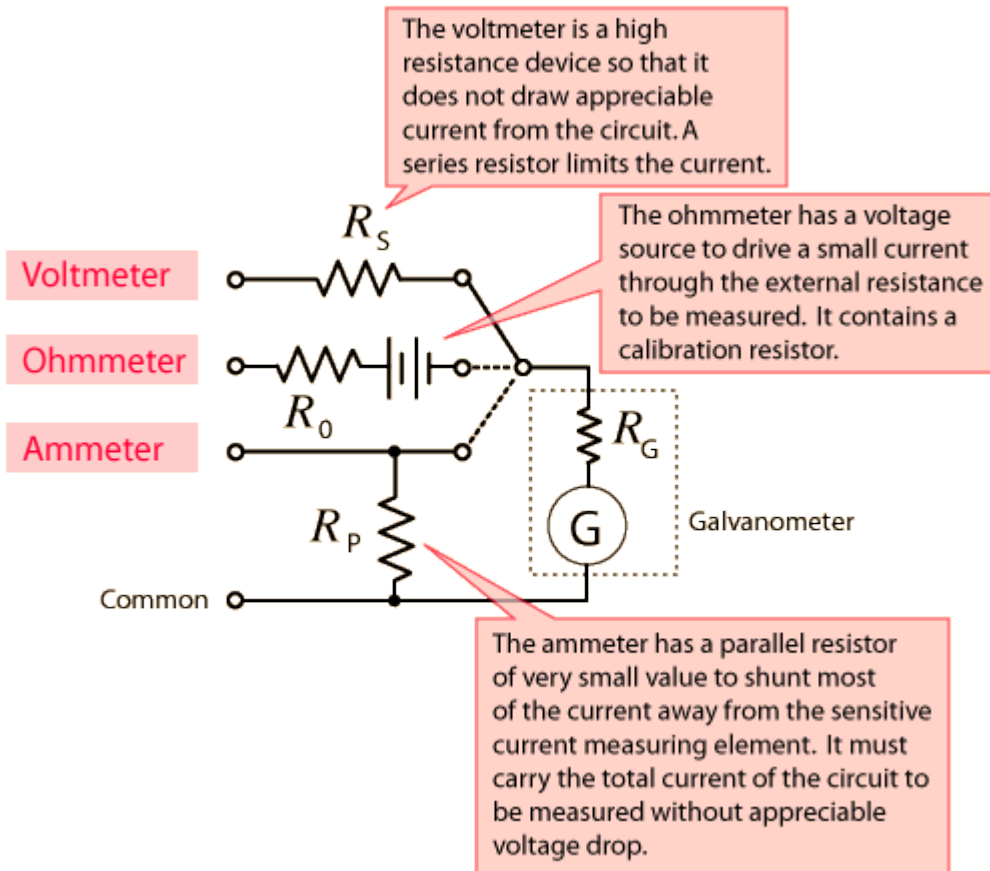 The voltmeter is a high
resistance device so that it
does not draw appreciable
current from the circuit. A
series resistor limits the current.
R_S
The ohmmeter has a voltage
source to drive a small current
through the external resistance
to be measured. It contains a
calibration resistor.
Voltmeter
Ohmmeter
R_0
Ammeter
R_G
R_P
G
Galvanometer
Common
The ammeter has a parallel resistor
of very small value to shunt most
of the current away from the sensitive
current measuring element. It must
carry the total current of the circuit to
be measured without appreciable
voltage drop.